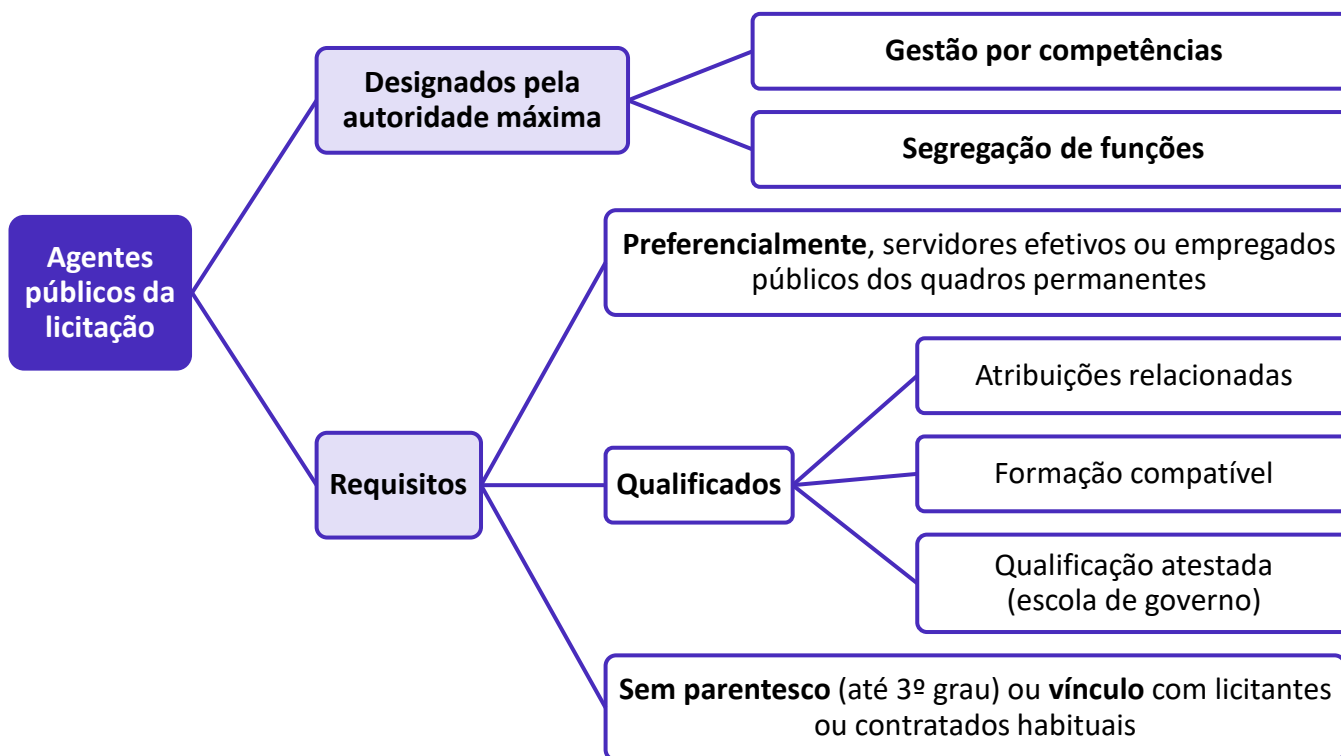 Agentes
públicos da
licitação
Designados pela
autoridade máxima
Gestão por competências
Segregação de funções
Requisitos
Preferencialmente, servidores efetivos ou empregados
públicos dos quadros permanentes
Qualificados
Atribuições relacionadas
Formação compatível
Qualificação atestada
(escola de governo)
Sem parentesco (até 3º grau) ou vínculo com licitantes
ou contratados habituais